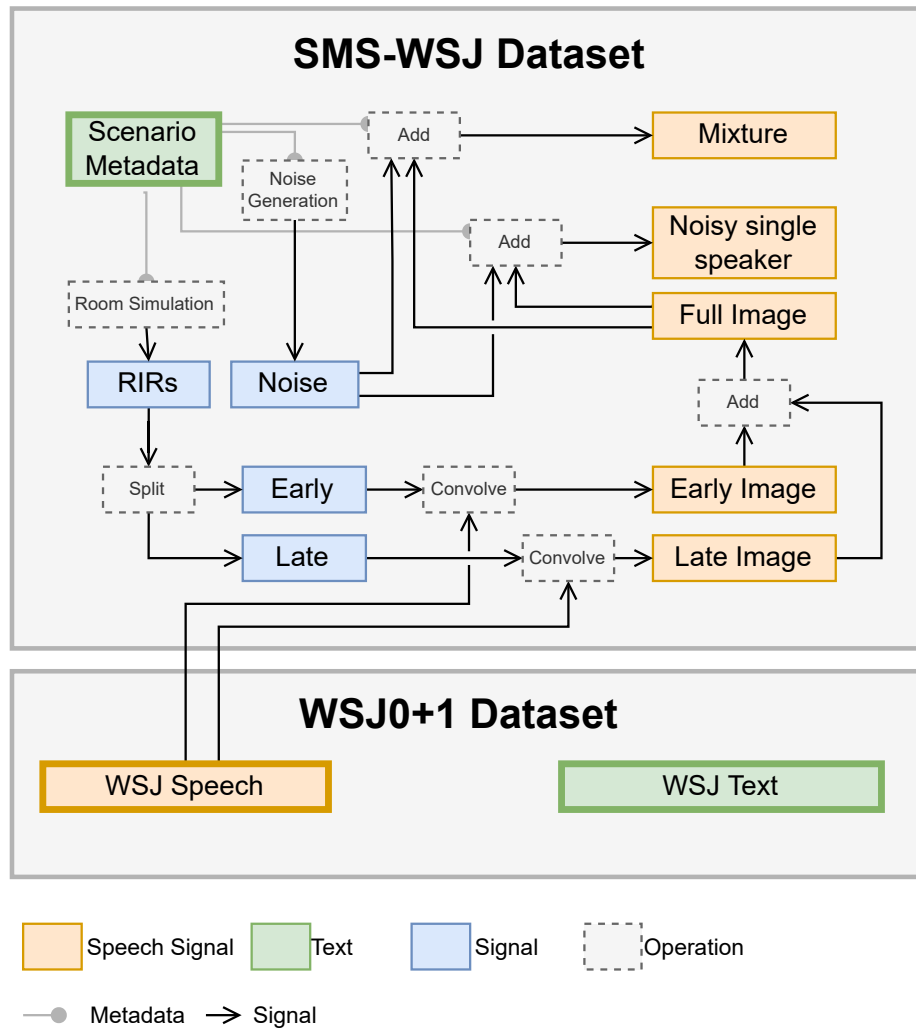 SMS-WSJ Dataset
Scenario
Metadada
Add
Mixture
Noise
Generation
Add
Noisy single
speaker
Room Simulation
Full Image
RIRs
Noise
Add
Split
Early
Convolve
Early Image
Late
Convolve
Late Image
WSJ0+1 Dataset
WSJ Speech
WSJ Text
Speech Signal
Text
Signal
Operation
Metadata
Signal